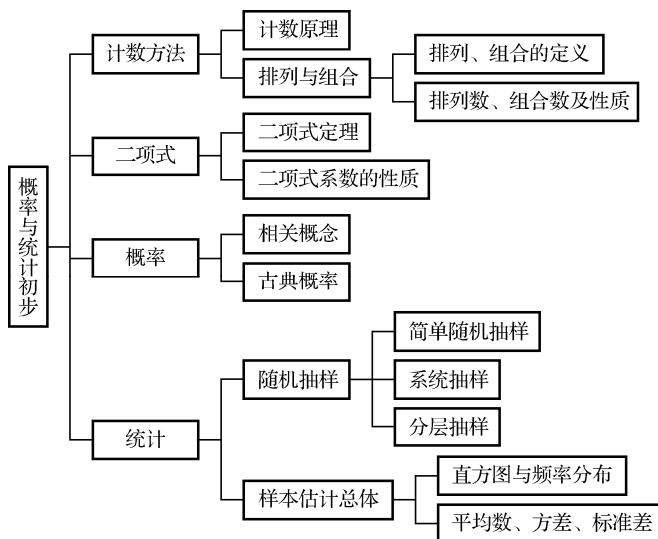 概率与统计初步
计数方法
计数原理
排列与组合
排列、组合的定义
排列数、组合数及性质
二项式
二项式定理
二项式系数的性质
概率
相关概念
古典概率
统计
随机抽样
简单随机抽样
系统抽样
分层抽样
样本估计总体
直方图与频率分布
平均数、方差、标准差